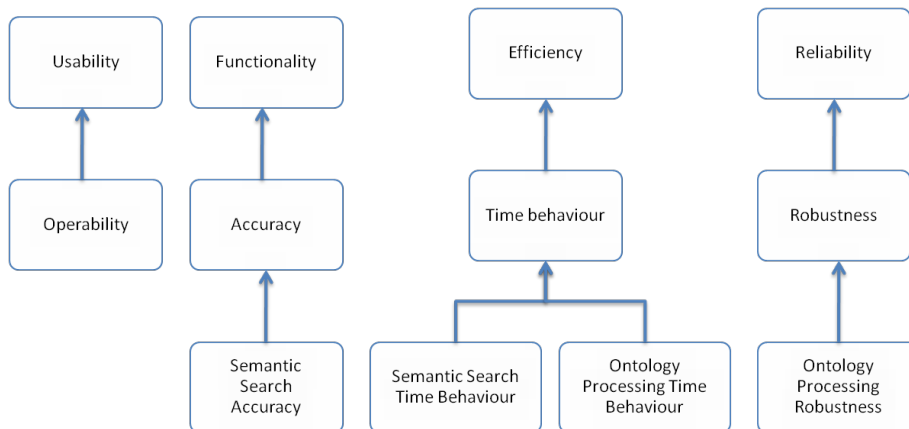 Usability
Functionality
Efficiency
Reliability
Operability
Accuracy
Time behaviour
Robustness
Semantic
Search
Accuracy
Semantic Search
Time Behaviour
Ontology
Processing Time
Behaviour
Ontology
Processing
Robustness